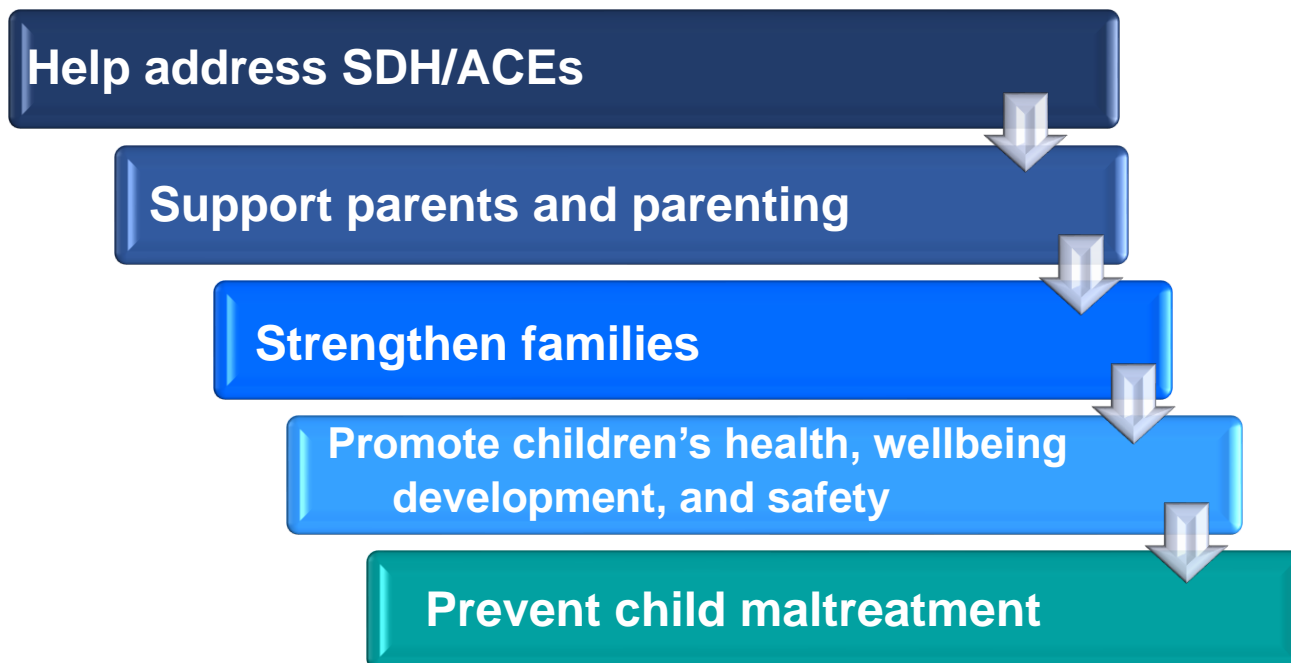 Help address SDH/ACEs
Support parents and parenting
Strengthen families
Promote children’s health, wellbeing
development, and safety
Prevent child maltreatment